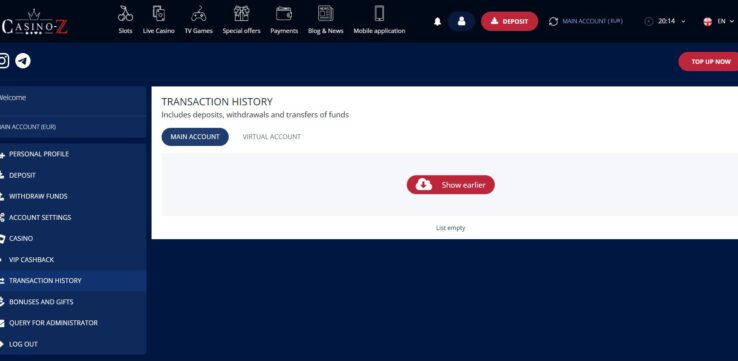 CASINO-Z
Slots
Live Casino
TV Games
Special offers
Payments
Blog & News
Mobile application
DEPOSIT
MAIN ACCOUNT (EUR)
20:14
EN
TOP UP NOW
Welcome
MAIN ACCOUNT (EUR)
PERSONAL PROFILE
DEPOSIT
WITHDRAW FUNDS
ACCOUNT SETTINGS
CASINO
VIP CASHBACK
TRANSACTION HISTORY
BONUSES AND GIFTS
QUERY FOR ADMINISTRATOR
LOG OUT
TRANSACTION HISTORY
Includes deposits, withdrawals and transfers of funds
MAIN ACCOUNT
VIRTUAL ACCOUNT
Show earlier
List empty